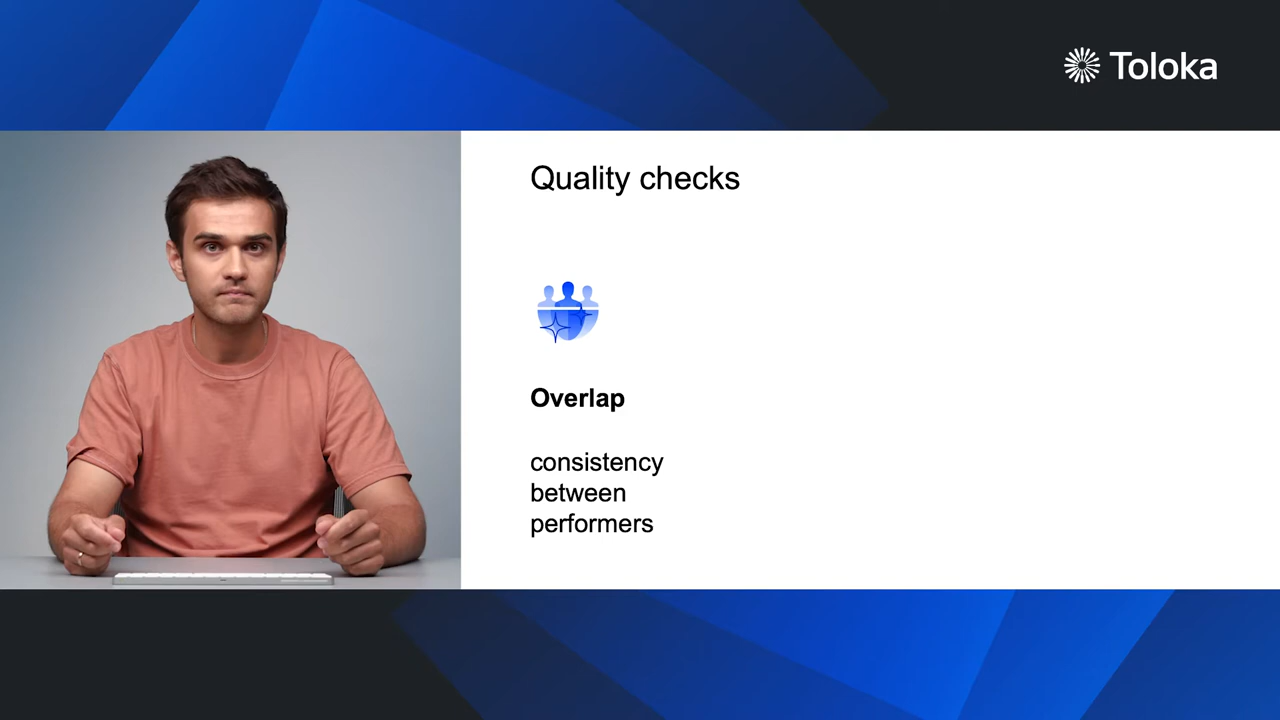 Toloka
Quality checks
Overlap
consistency
between
performers